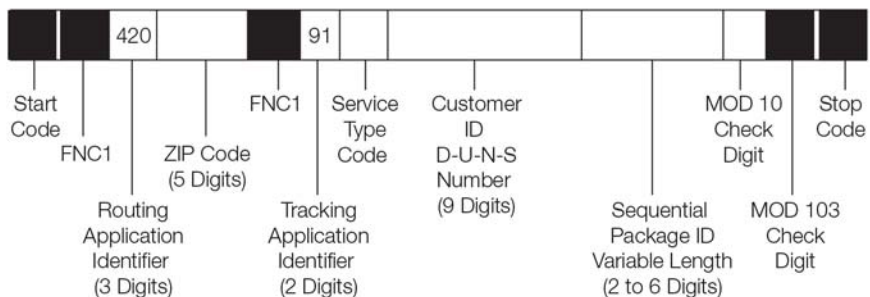 420
91
Start
Code
FNC1
Routing
Application
Identifier
(3 Digits)
ZIP Code
(5 Digits)
FNC1
Tracking
Application
Identifier
(2 Digits)
Service
Type
Code
Customer
ID
D-U-N-S
Number
(9 Digits)
Sequential
Package ID
Variable Length
(2 to 6 Digits)
MOD 10
Check
Digit
MOD 103
Check
Digit
Stop
Code